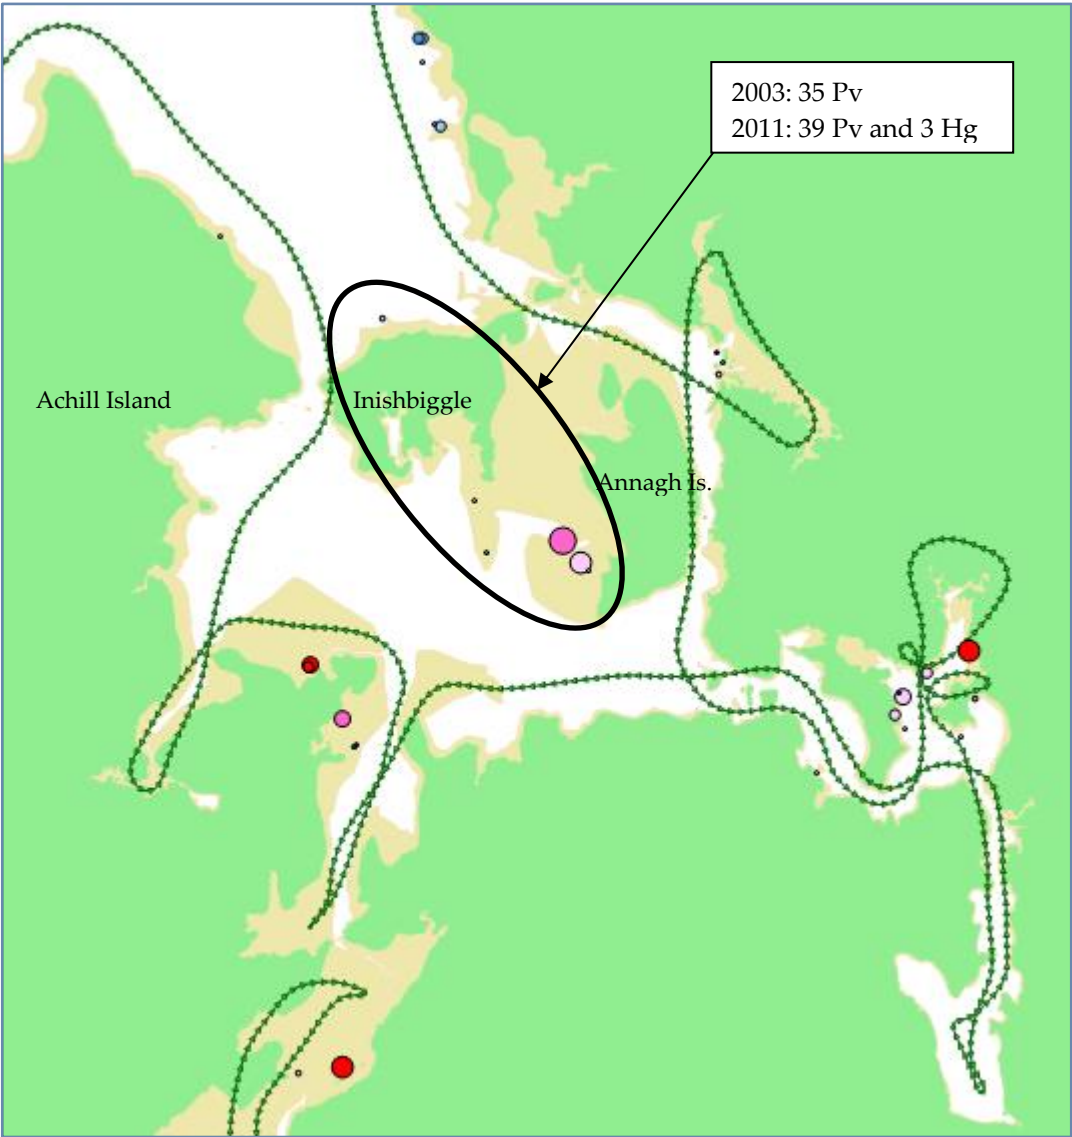 2003: 35 Pv
2011: 39 Pv and 3 Hg
Achill Island
Inishbiggle
Annagh Is.